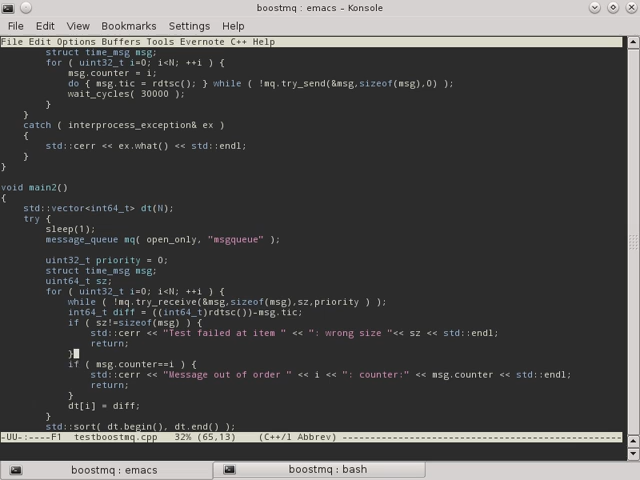 boostmq : emacs – Konsole
File Edit View Bookmarks Settings Help
File Edit Options Buffers Tools Evernote C++ Help
        struct time_msg msg;
        for ( uint32_t i=0; i<N; ++i ) {
            msg.counter = i;
            do { msg.tic = rdtsc(); } while ( !mq.try_send(&msg,sizeof(msg),0) );
            wait_cycles( 30000 );
        }
    }
    catch ( interprocess_exception& ex )
    {
        std::cerr << ex.what() << std::endl;
    }
}
void main2()
{
    std::vector<int64_t> dt(N);
    try {
        sleep(1);
        message_queue mq( open_only, "msgqueue" );
        uint32_t priority = 0;
        struct time_msg msg;
        uint64_t sz;
        for ( uint32_t i=0; i<N; ++i ) {
            while ( !mq.try_receive(&msg,sizeof(msg),sz,priority ) );
            int64_t diff = ((int64_t)rdtsc())-msg.tic;
            if ( sz!=sizeof(msg) ) {
                std::cerr << "Test failed at item " << ": wrong size "<< sz << std::endl;
                return;
            }
            if ( msg.counter==i ) {
                std::cerr << "Message out of order " << i << ": counter:" << msg.counter << std::endl;
                return;
            }
            dt[i] = diff;
        }
        std::sort( dt.begin(), dt.end() );
-UU-:----F1  testboostmq.cpp   32% (65,13)    (C++/l Abbrev) --------------------------------------------------
boostmq : emacs
boostmq : bash